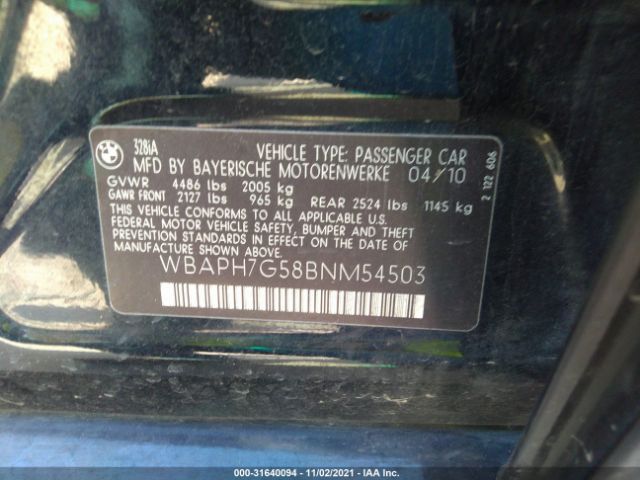 BMW
328iA
VEHICLE TYPE: PASSENGER CAR
MFD BY BAYERISCHE MOTORENWERKE 04/10
GVWR 4486 lbs 2005 kg
GAWR FRONT 2127 lbs 965 kg REAR 2524 lbs 1145 kg
THIS VEHICLE CONFORMS TO ALL APPLICABLE U.S.
FEDERAL MOTOR VEHICLE SAFETY, BUMPER AND THEFT
PREVENTION STANDARDS IN EFFECT ON THE DATE OF
MANUFACTURE SHOWN ABOVE.
WBAPH7G58BNM54503
2 122 606
000-31640094 - 11/02/2021 - IAA Inc.